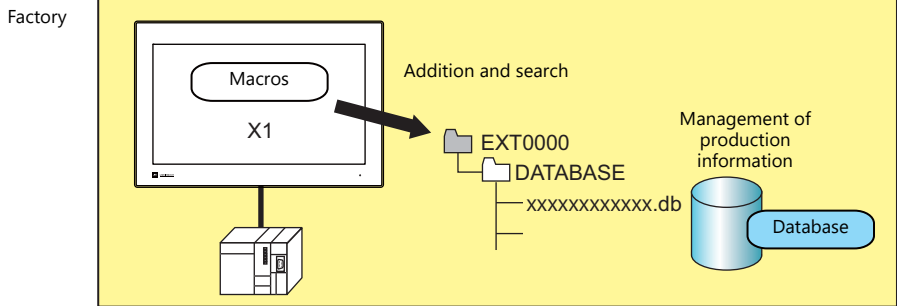 Factory
Macros
X1
Addition and search
EXT0000
DATABASE
xxxxxxxxxxxx.db
Management of
production
information
Database